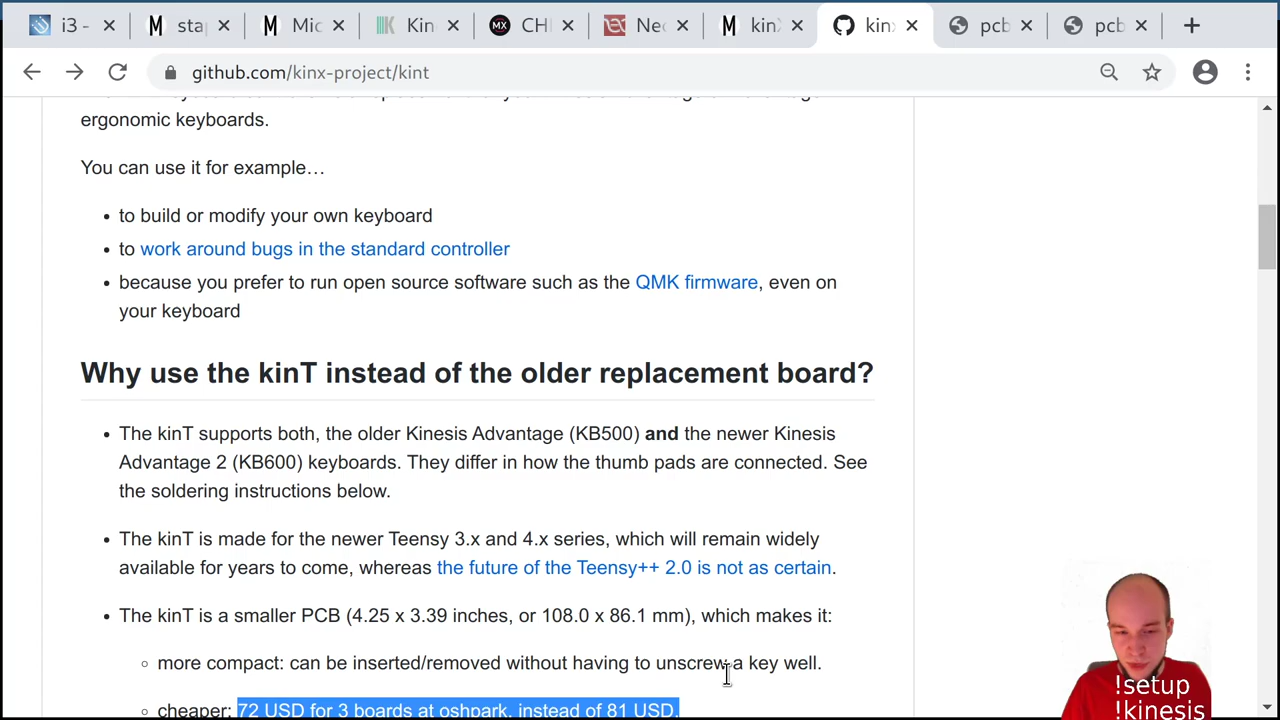 i3 -
sta
Mic
Kin
CH
Nec
kin
kin
pcb
pcb
github.com/kinx-project/kint
ergonomic keyboards.
You can use it for example…
• to build or modify your own keyboard
• to work around bugs in the standard controller
• because you prefer to run open source software such as the QMK firmware, even on
your keyboard
Why use the kinT instead of the older replacement board?
• The kinT supports both, the older Kinesis Advantage (KB500) and the newer Kinesis
Advantage 2 (KB600) keyboards. They differ in how the thumb pads are connected. See
the soldering instructions below.
• The kinT is made for the newer Teensy 3.x and 4.x series, which will remain widely
available for years to come, whereas the future of the Teensy++ 2.0 is not as certain.
• The kinT is a smaller PCB (4.25 x 3.39 inches, or 108.0 x 86.1 mm), which makes it:
◦ more compact: can be inserted/removed without having to unscrew a key well.
◦ cheaper: 72 USD for 3 boards at oshpark, instead of 81 USD.
!setup
!kinesis